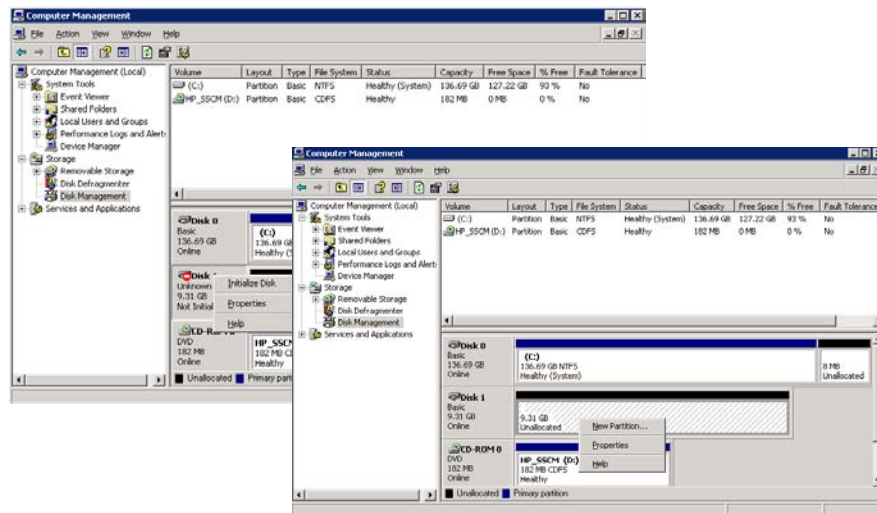 Computer Management
File Action View Window Help
Computer Management (Local)
System Tools
Event Viewer
Shared Folders
Local Users and Groups
Performance Logs and Alert
Device Manager
Storage
Removable Storage
Disk Defragmenter
Disk Management
Services and Applications
Volume Layout Type File System Status Capacity Free Space % Free Fault Tolerance
(C:) Partition Basic NTFS Healthy (System) 136.69 GB 127.22 GB 93 % No
HP_SSCM (D:) Partition Basic CDFS Healthy 182 MB 0 MB 0 % No
Disk 0
Basic
136.69 GB
Online
(C:)
136.69 GB
Healthy (S
Disk
Unknown
9.31 GB
Not Initial
Initialize Disk
Properties
Help
DVD
182 MB
Online
HP_SSC
182 MB CD
Healthy
Unallocated Primary parti
Computer Management
File Action View Window Help
Computer Management (Local)
System Tools
Event Viewer
Shared Folders
Local Users and Groups
Performance Logs and Alert
Device Manager
Storage
Removable Storage
Disk Defragmenter
Disk Management
Services and Applications
Volume Layout Type File System Status Capacity Free Space % Free Fault Tolerance
(C:) Partition Basic NTFS Healthy (System) 136.69 GB 127.22 GB 93 % No
HP_SSCM (D:) Partition Basic CDFS Healthy 182 MB 0 MB 0 % No
Disk 0
Basic
136.69 GB
Online
(C:)
136.69 GB NTFS
Healthy (System)
8 MB
Unallocated
Disk 1
Basic
9.31 GB
Online
9.31 GB
Unallocated
New Partition...
Properties
Help
CD-ROM 0
DVD
182 MB
Online
HP_SSCM (D:)
182 MB CDFS
Healthy
Unallocated Primary partition